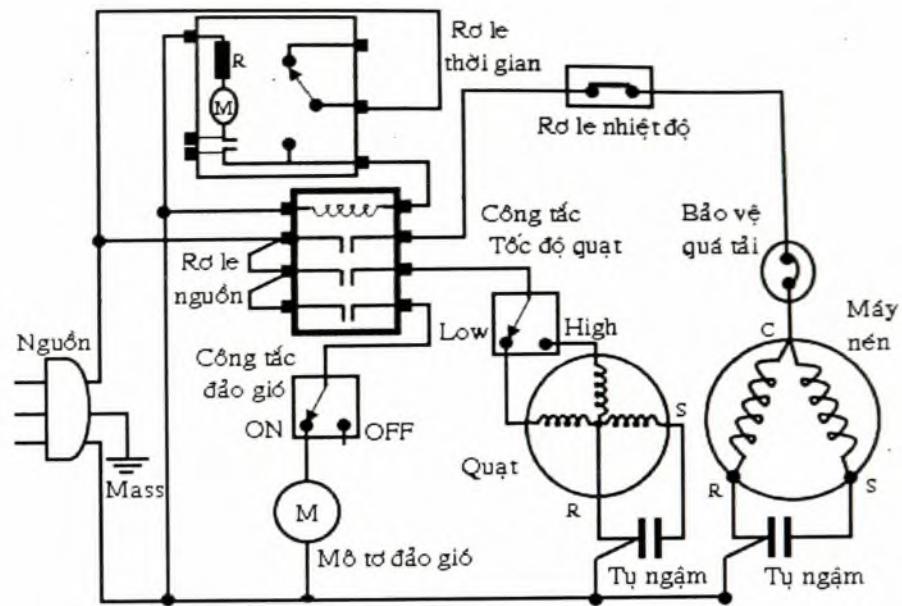 Rơ le
thời gian
R
M
Rơ le nhiệt độ
Công tắc
Tốc độ quạt
Bảo vệ
quá tải
Rơ le
nguồn
Low
High
C
Máy
nén
Nguồn
Công tắc
đảo gió
ON
OFF
S
Quạt
R
R
S
Mass
M
Mô tơ đảo gió
Tụ ngậm
Tụ ngậm